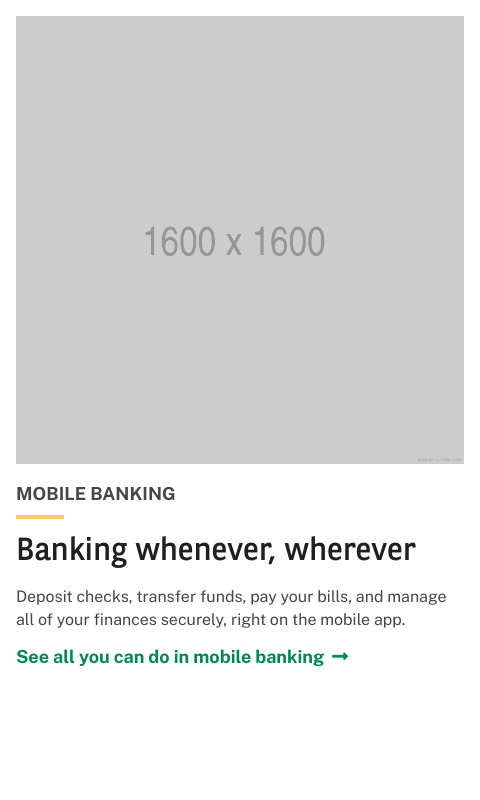 1600 x 1600
MOBILE BANKING
Banking whenever, wherever
Deposit checks, transfer funds, pay your bills, and manage
all of your finances securely, right on the mobile app.
See all you can do in mobile banking →